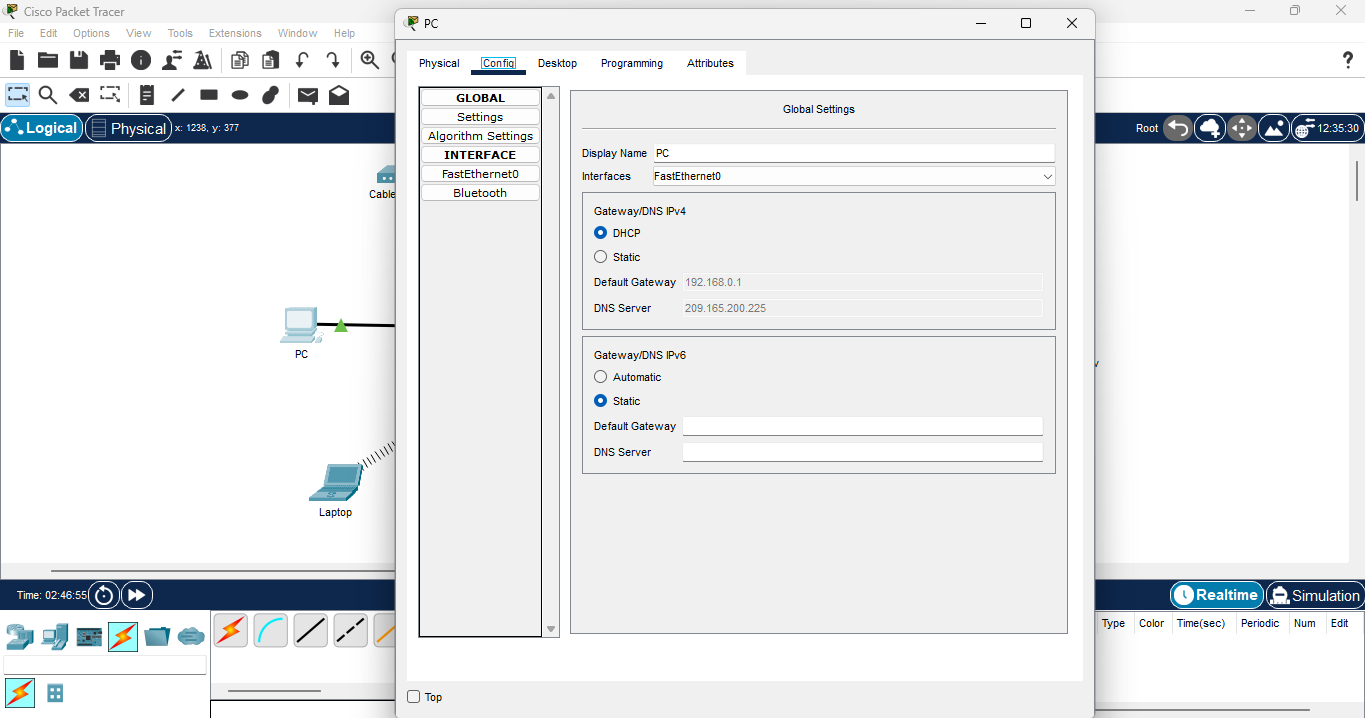 Cisco Packet Tracer
File Edit Options View Tools Extensions Window Help
Logical Physical x: 1238, y: 377
Root 12:35:30
Cable
PC
Laptop
PC
Physical Config Desktop Programming Attributes
GLOBAL
Settings
Algorithm Settings
INTERFACE
FastEthernet0
Bluetooth
Global Settings
Display Name PC
Interfaces FastEthernet0
Gateway/DNS IPv4
DHCP
Static
Default Gateway 192.168.0.1
DNS Server 209.165.200.225
Gateway/DNS IPv6
Automatic
Static
Default Gateway
DNS Server
Top
Time: 02:46:55
Realtime Simulation
Type Color Time(sec) Periodic Num Edit